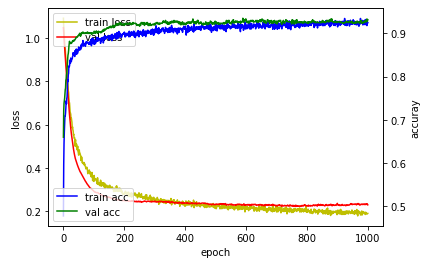 train loss
val loss
train acc
val acc
1.0
0.8
0.6
0.4
0.2
loss
0.9
0.8
0.7
0.6
0.5
accuray
0
200
400
600
800
1000
epoch